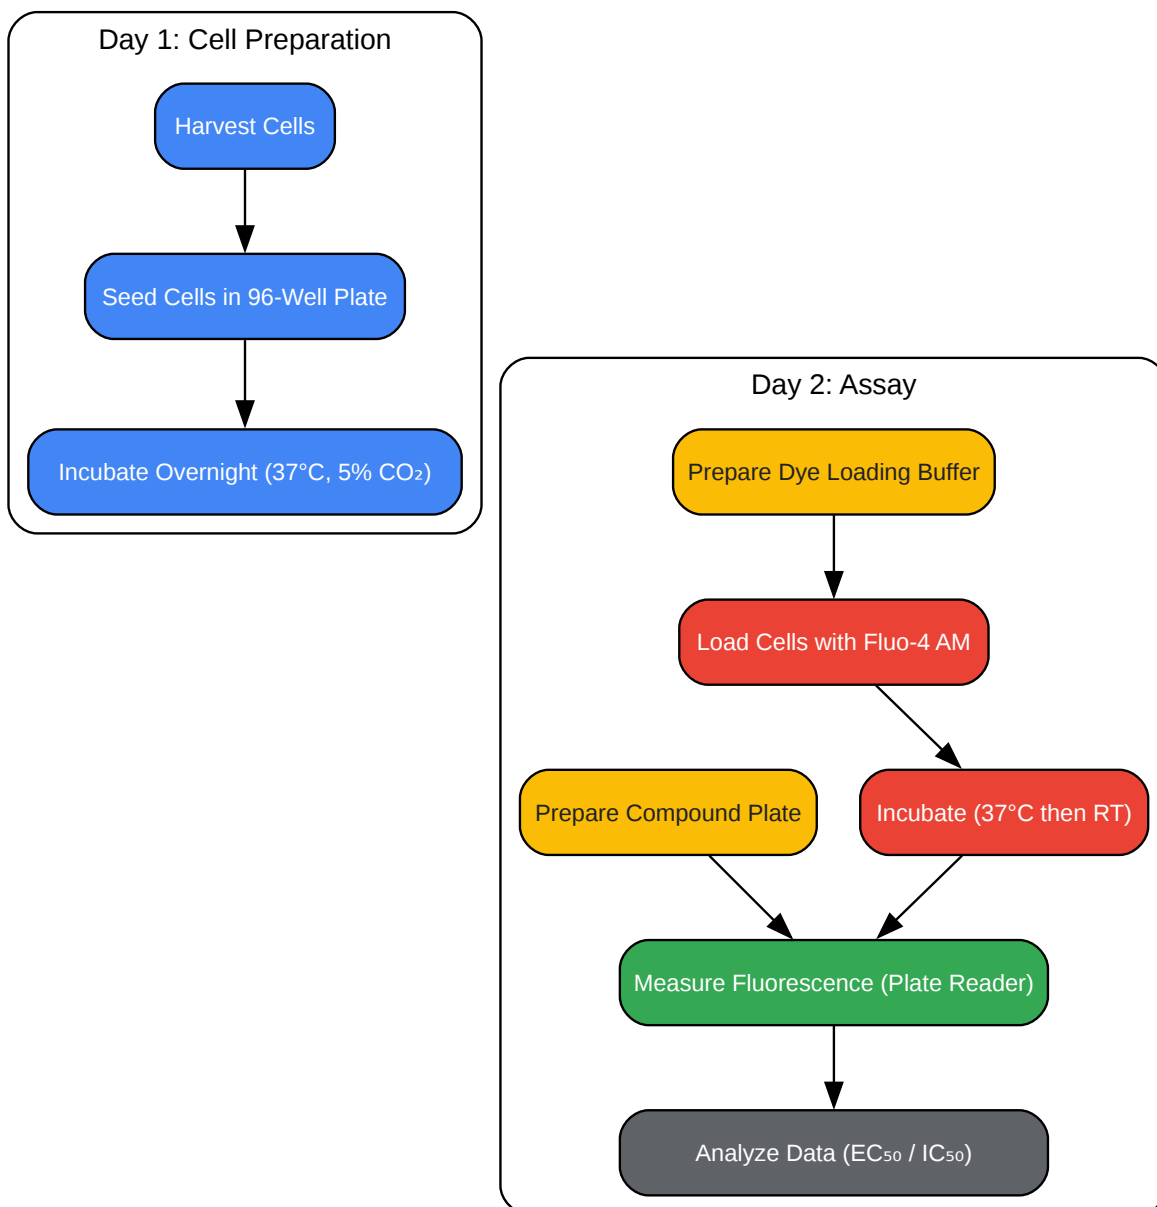 Day 1: Cell Preparation
Harvest Cells
Seed Cells in 96-Well Plate
Incubate Overnight (37°C, 5% CO₂)
Day 2: Assay
Prepare Dye Loading Buffer
Load Cells with Fluo-4 AM
Prepare Compound Plate
Incubate (37°C then RT)
Measure Fluorescence (Plate Reader)
Analyze Data (EC₅₀ / IC₅₀)